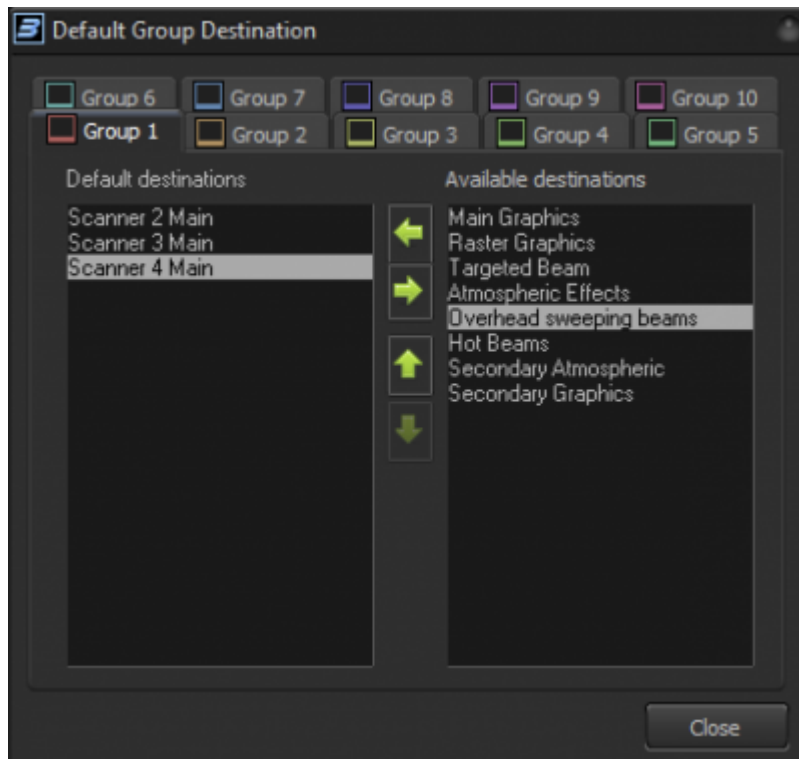 Default Group Destination
Group 6
Group 7
Group 8
Group 9
Group 10
Group 1
Group 2
Group 3
Group 4
Group 5
Default destinations
Scanner 2 Main
Scanner 3 Main
Scanner 4 Main
Available destinations
Main Graphics
Raster Graphics
Targeted Beam
Atmospheric Effects
Overhead sweeping beams
Hot Beams
Secondary Atmospheric
Secondary Graphics
Close